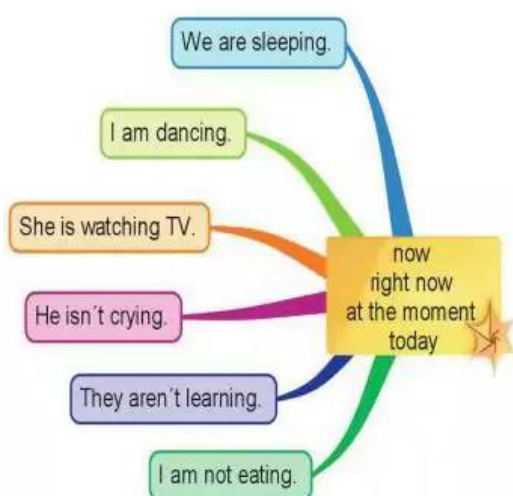 We are sleeping.
I am dancing.
She is watching TV.
He isn´t crying.
They aren´t learning.
I am not eating.
now
right now
at the moment
today